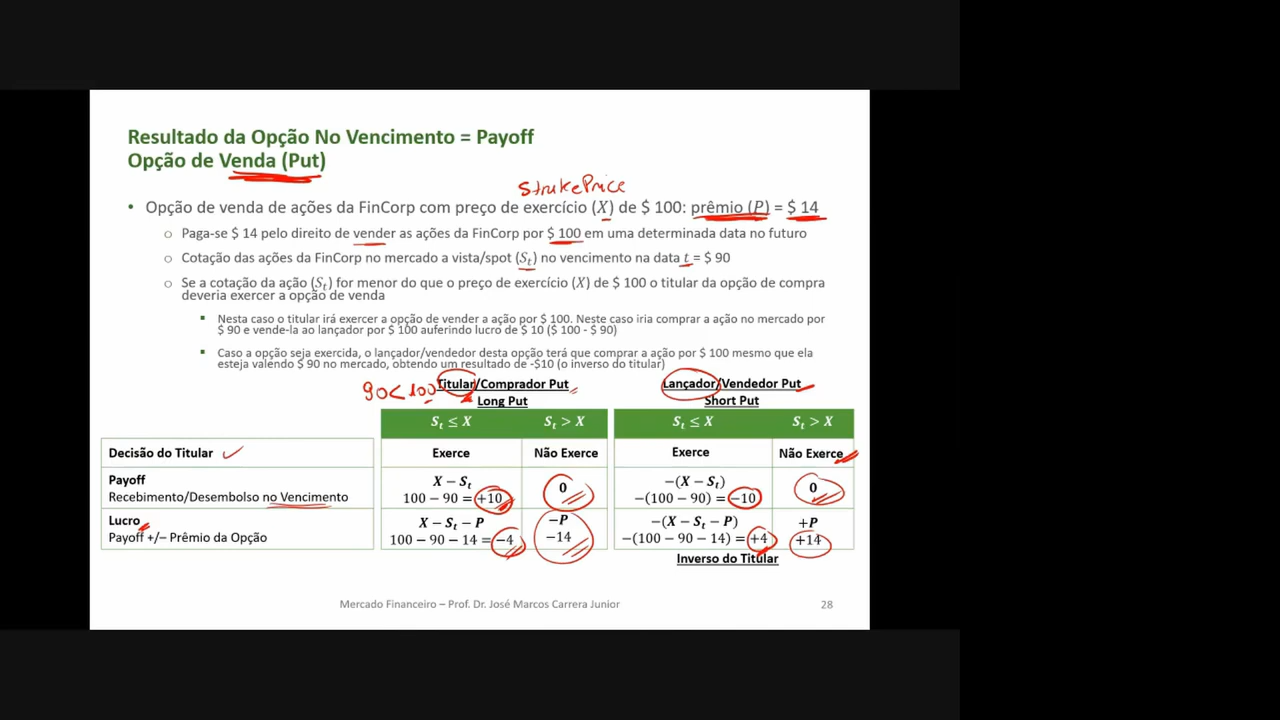 Resultado da Opção No Vencimento = Payoff
Opção de Venda (Put)
Strike Price
• Opção de venda de ações da FinCorp com preço de exercício (X) de $ 100: prêmio (P) = $ 14
○ Paga-se $ 14 pelo direito de vender as ações da FinCorp por $ 100 em uma determinada data no futuro
○ Cotação das ações da FinCorp no mercado a vista/spot (Sₜ) no vencimento na data t = $ 90
○ Se a cotação da ação (Sₜ) for menor do que o preço de exercício (X) de $ 100 o titular da opção de compra
deveria exercer a opção de venda
▪ Nesta caso o titular irá exercer a opção de vender a ação por $ 100. Neste caso iria comprar a ação no mercado por
$ 90 e vende-la ao lançador por $ 100 auferindo lucro de $ 10 ($ 100 - $ 90)
▪ Caso a opção seja exercida, o lançador/vendedor desta opção terá que comprar a ação por $ 100 mesmo que ela
esteja valendo $ 90 no mercado, obtendo um resultado de -$10 (o inverso do titular)
90 < 100 Titular/Comprador Put Lançador/Vendedor Put
Long Put Short Put
Sₜ ≤ X Sₜ > X Sₜ ≤ X Sₜ > X
Decisão do Titular Exerce Não Exerce Exerce Não Exerce
Payoff X − Sₜ 0 −(X − Sₜ) 0
Recebimento/Desembolso no Vencimento 100 − 90 = +10 −(100 − 90) = −10
Lucro X − Sₜ − P −P −(X − Sₜ − P) +P
Payoff +/− Prêmio da Opção 100 − 90 − 14 = −4 −14 −(100 − 90 − 14) = +4 +14
Inverso do Titular
Mercado Financeiro – Prof. Dr. José Marcos Carrera Junior 28